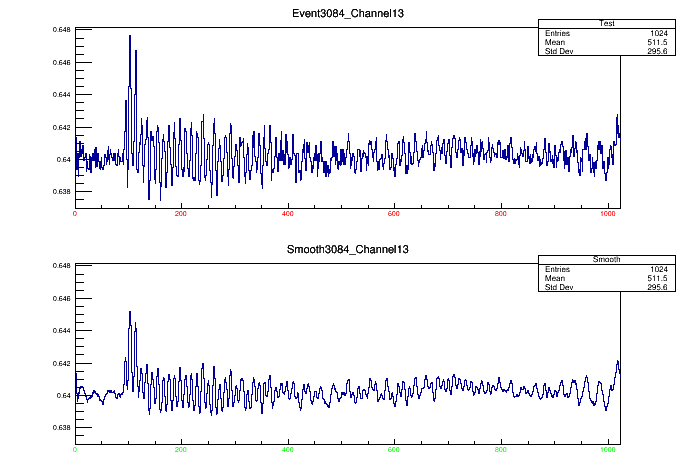 Event3084_Channel13
Test
Entries 1024
Mean 511.5
Std Dev 295.6
0.648
0.646
0.644
0.642
0.64
0.638
0 200 400 600 800 1000
Smooth3084_Channel13
Smooth
Entries 1024
Mean 511.5
Std Dev 295.6
0.648
0.646
0.644
0.642
0.64
0.638
0 200 400 600 800 1000